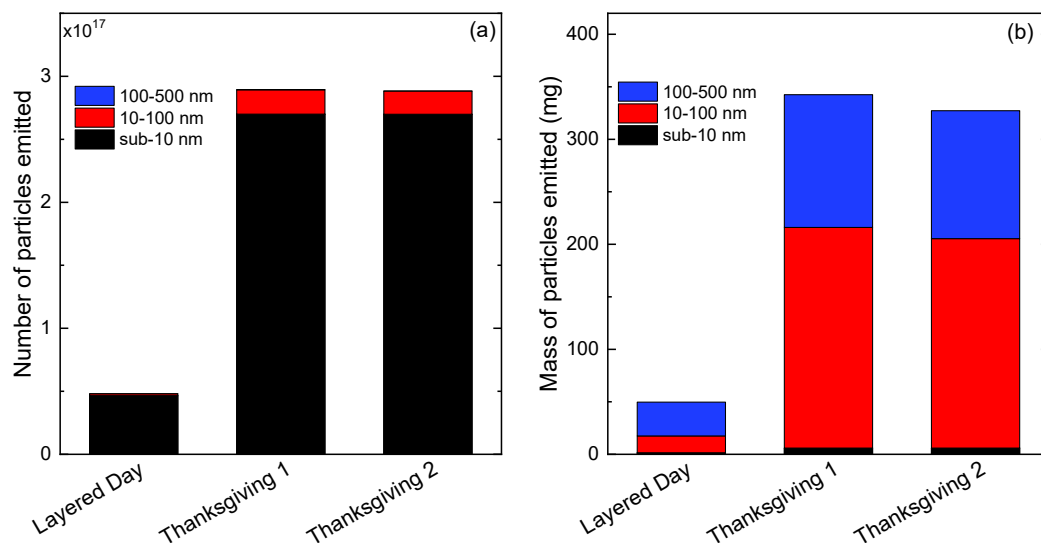 x10¹⁷
(a)
3
2
1
0
Number of particles emitted
100-500 nm
10-100 nm
sub-10 nm
Layered Day
Thanksgiving 1
Thanksgiving 2
(b)
400
300
200
100
0
Mass of particles emitted (mg)
100-500 nm
10-100 nm
sub-10 nm
Layered Day
Thanksgiving 1
Thanksgiving 2